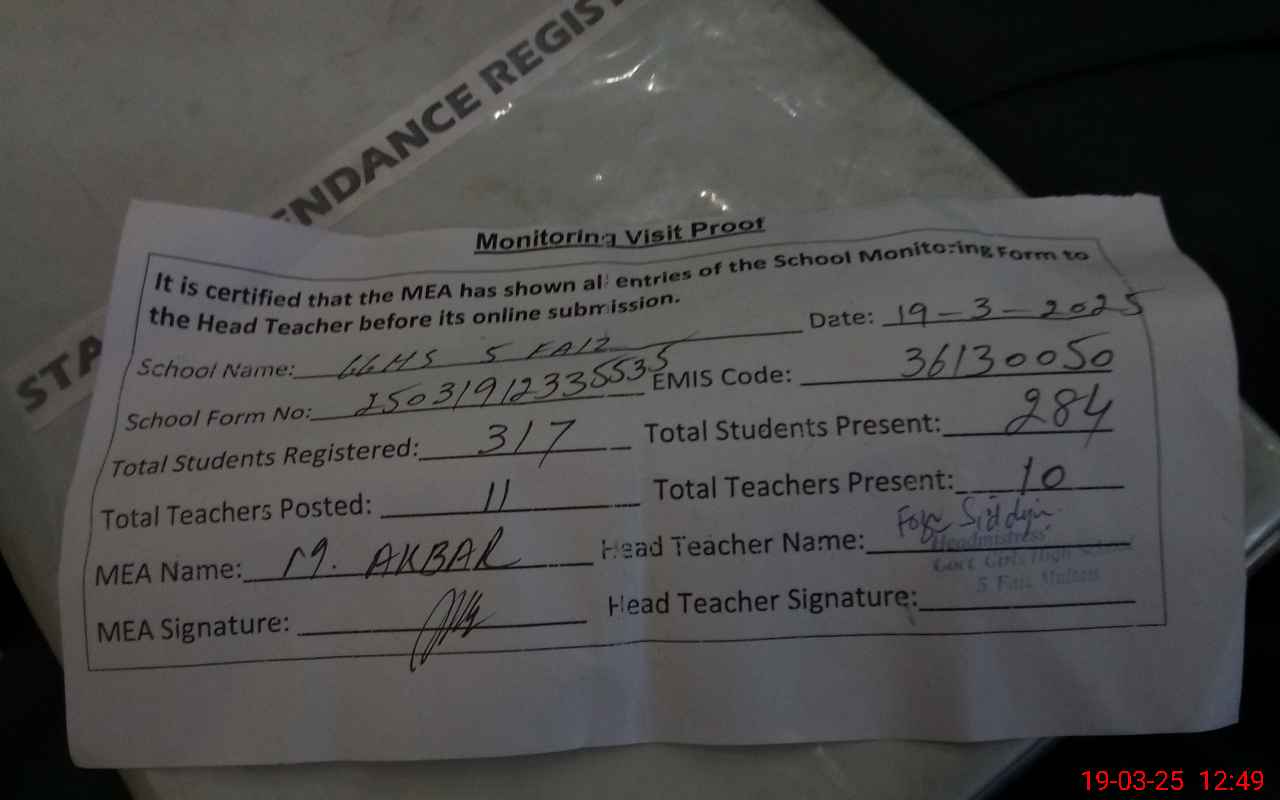 STA
ENDANCE REGIS
Monitoring Visit Proof
It is certified that the MEA has shown all entries of the School Monitoring Form to
the Head Teacher before its online submission.
School Name: GGHS 5 FAIZ Date: 19-3-2025
School Form No: 250319123355535 EMIS Code: 36130050
Total Students Registered: 317 Total Students Present: 284
Total Teachers Posted: 11 Total Teachers Present: 10
MEA Name: M. AKBAR Head Teacher Name:
Headmistress
Govt. Girls High School
5 Faiz Multan
MEA Signature: Head Teacher Signature:
19-03-25 12:49